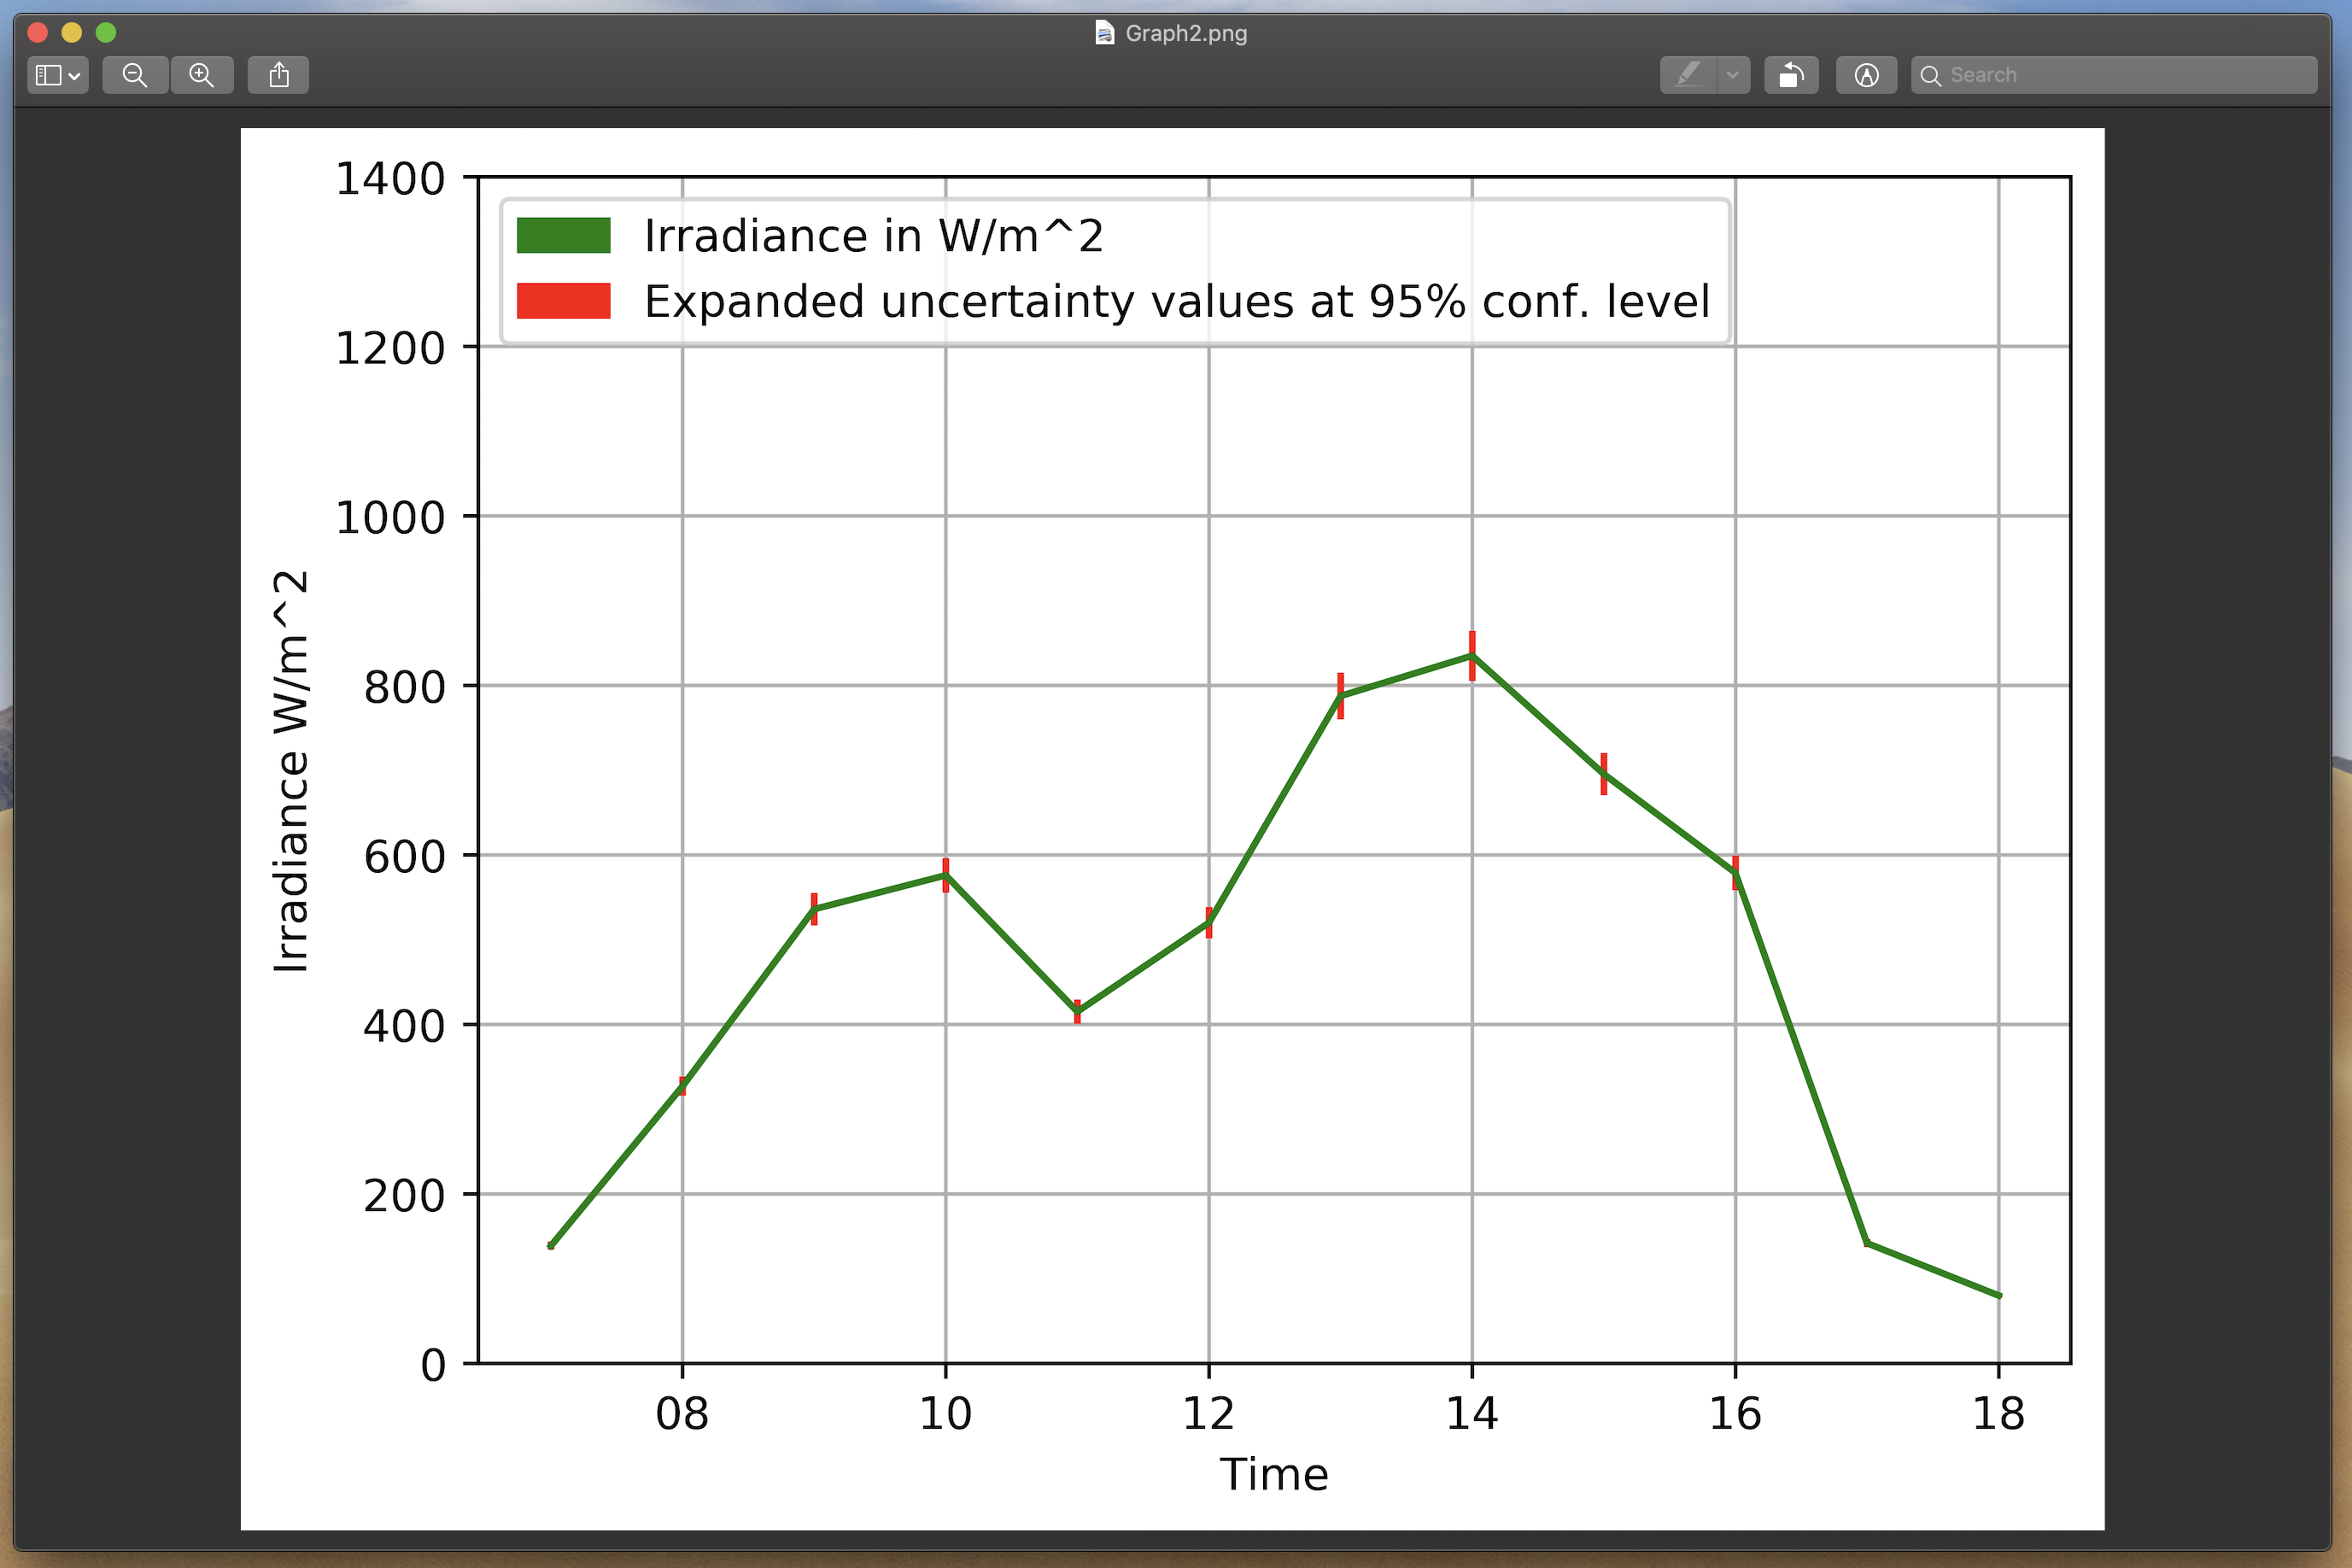 Graph2.png
Search
1400
Irradiance in W/m^2
Expanded uncertainty values at 95% conf. level
1200
1000
800
600
400
200
0
Irradiance W/m^2
08 10 12 14 16 18
Time